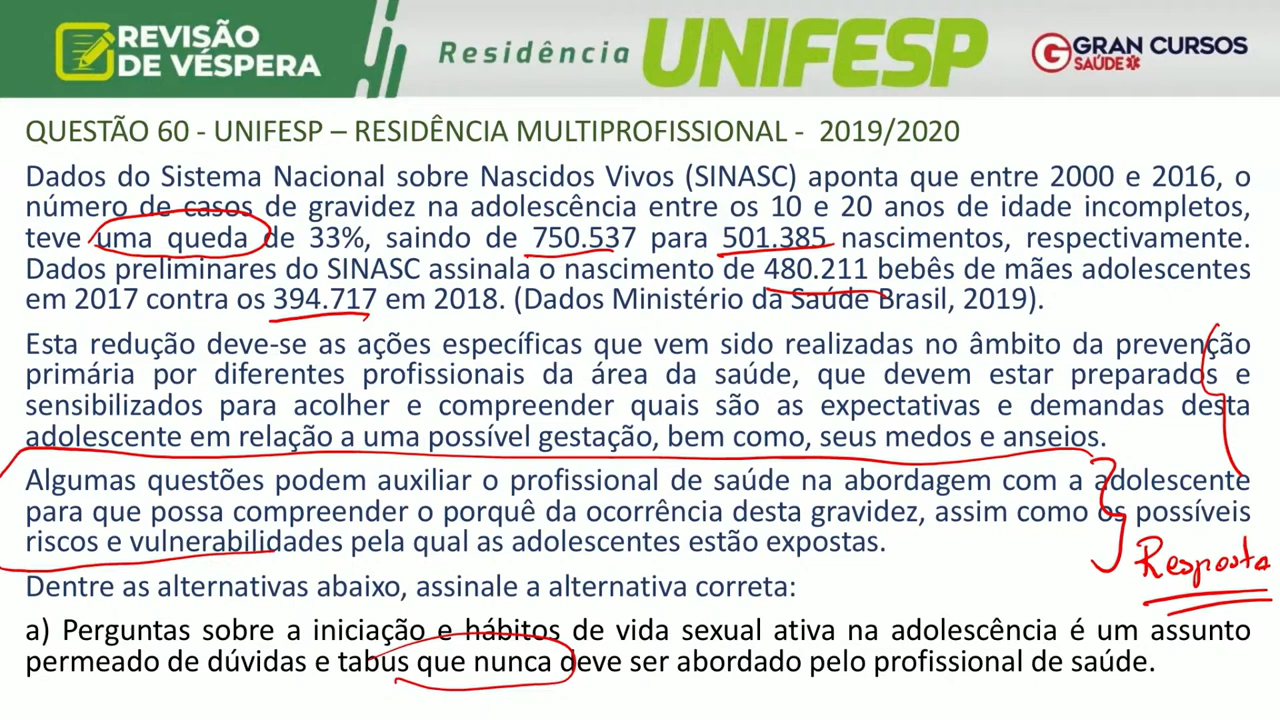 REVISÃO
DE VÉSPERA
Residência
UNIFESP
GRAN CURSOS
SAÚDE
QUESTÃO 60 - UNIFESP – RESIDÊNCIA MULTIPROFISSIONAL - 2019/2020
Dados do Sistema Nacional sobre Nascidos Vivos (SINASC) aponta que entre 2000 e 2016, o
número de casos de gravidez na adolescência entre os 10 e 20 anos de idade incompletos,
teve uma queda de 33%, saindo de 750.537 para 501.385 nascimentos, respectivamente.
Dados preliminares do SINASC assinala o nascimento de 480.211 bebês de mães adolescentes
em 2017 contra os 394.717 em 2018. (Dados Ministério da Saúde Brasil, 2019).
Esta redução deve-se as ações específicas que vem sido realizadas no âmbito da prevenção
primária por diferentes profissionais da área da saúde, que devem estar preparados e
sensibilizados para acolher e compreender quais são as expectativas e demandas desta
adolescente em relação a uma possível gestação, bem como, seus medos e anseios.
Algumas questões podem auxiliar o profissional de saúde na abordagem com a adolescente
para que possa compreender o porquê da ocorrência desta gravidez, assim como os possíveis
riscos e vulnerabilidades pela qual as adolescentes estão expostas.
Resposta
Dentre as alternativas abaixo, assinale a alternativa correta:
a) Perguntas sobre a iniciação e hábitos de vida sexual ativa na adolescência é um assunto
permeado de dúvidas e tabus que nunca deve ser abordado pelo profissional de saúde.